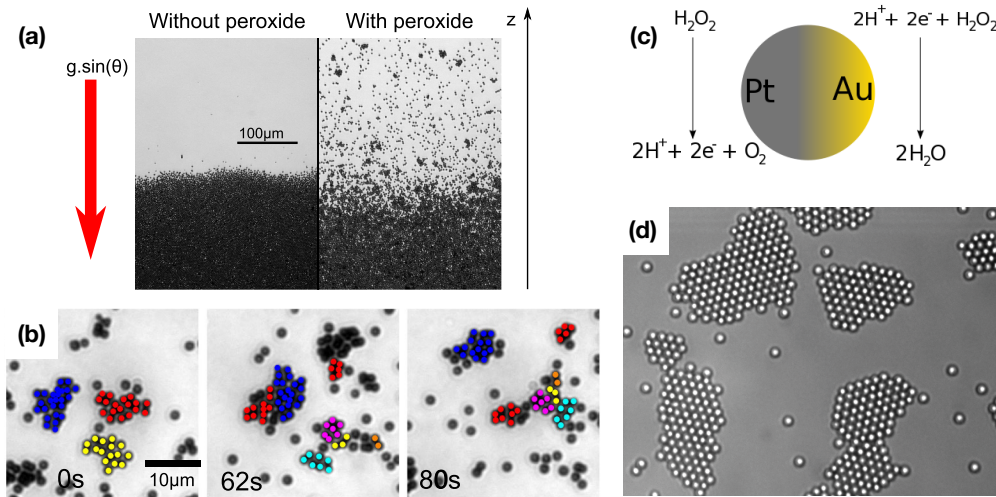 (a)
Without peroxide
With peroxide
z
g.sin(θ)
100μm
(b)
0s
10μm
62s
80s
(c)
H₂O₂
2H⁺+ 2e⁻ + H₂O₂
Pt
Au
2H⁺+ 2e⁻ + O₂
2H₂O
(d)